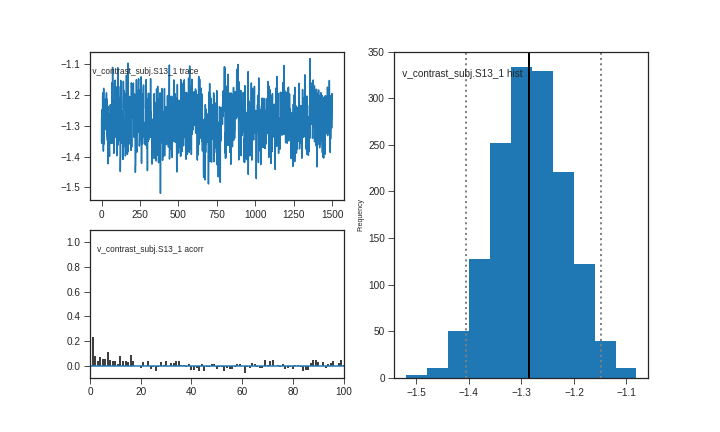 v_contrast_subj.S13_1 trace
−1.1
−1.2
−1.3
−1.4
−1.5
0 250 500 750 1000 1250 1500
v_contrast_subj.S13_1 acorr
1.0
0.8
0.6
0.4
0.2
0.0
0 20 40 60 80 100
v_contrast_subj.S13_1 hist
Frequency
350
300
250
200
150
100
50
0
−1.5 −1.4 −1.3 −1.2 −1.1